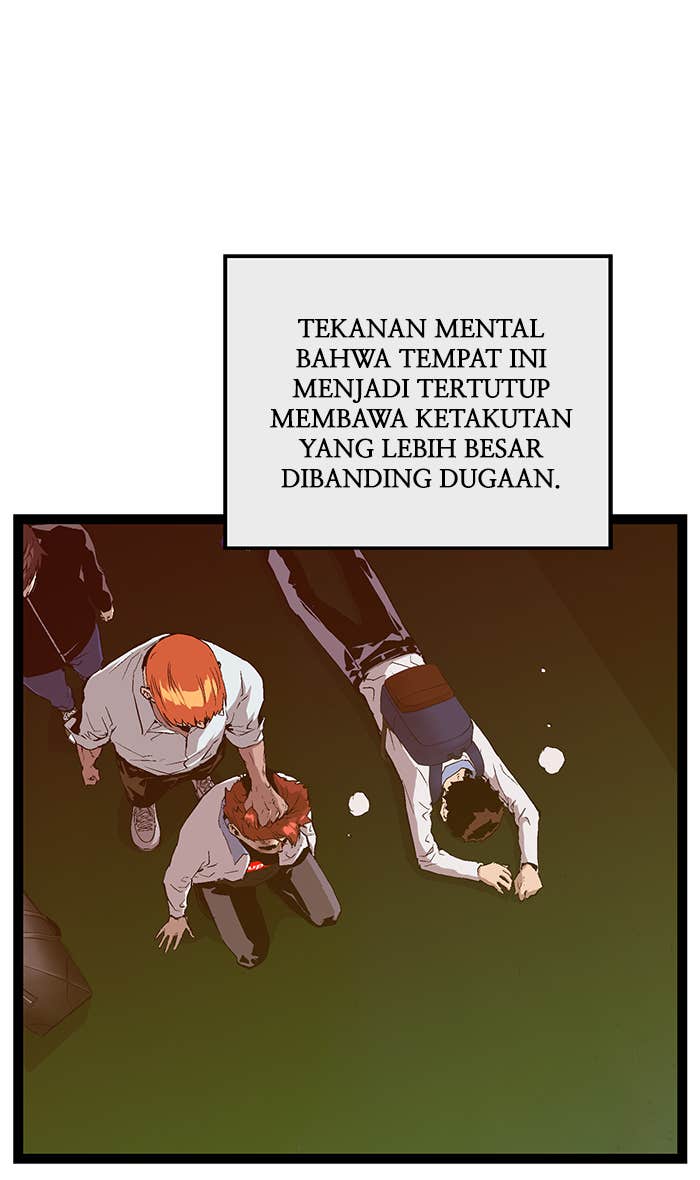 TEKANAN MENTAL
BAHWA TEMPAT INI
MENJADI TERTUTUP
MEMBAWA KETAKUTAN
YANG LEBIH BESAR
DIBANDING DUGAAN.